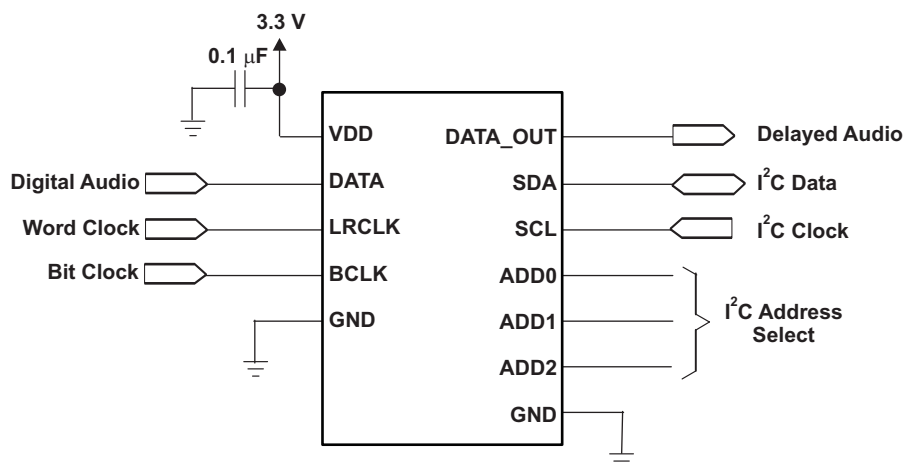 3.3 V
0.1 μF
VDD
DATA_OUT
Delayed Audio
Digital Audio
DATA
SDA
I²C Data
Word Clock
LRCLK
SCL
I²C Clock
Bit Clock
BCLK
ADD0
GND
ADD1
I²C Address
Select
ADD2
GND